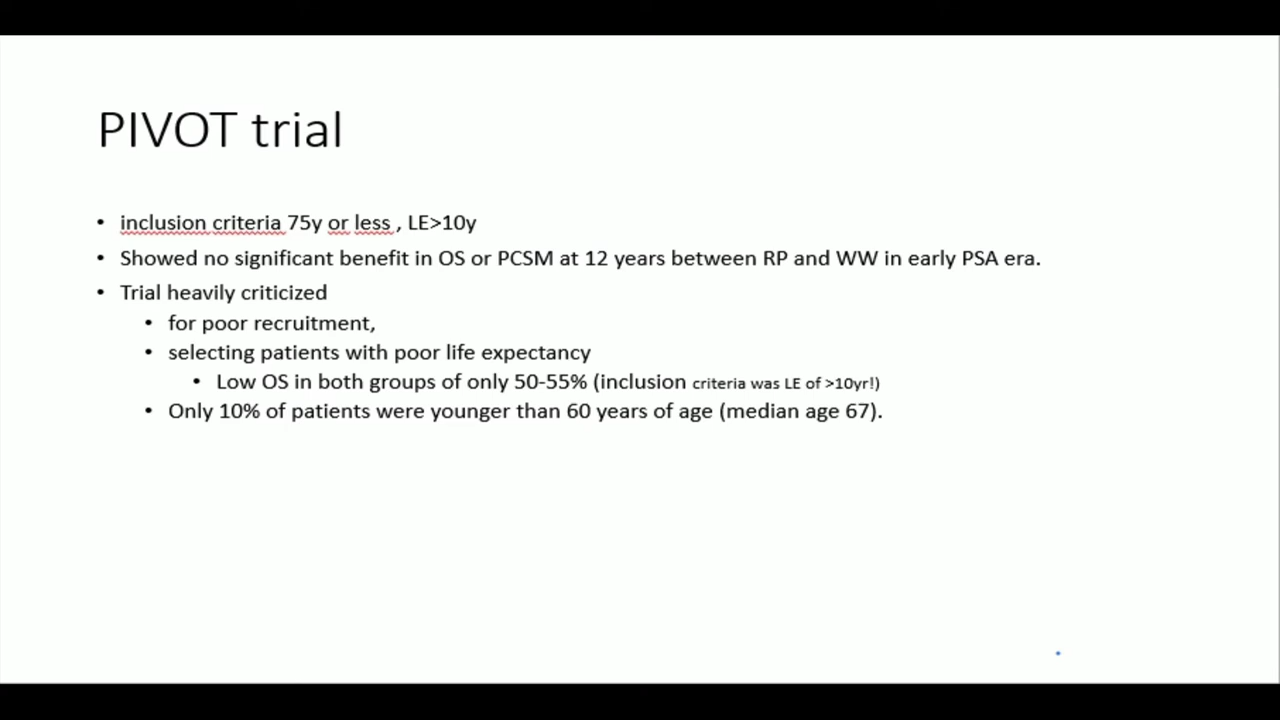 PIVOT trial
• inclusion criteria 75y or less , LE>10y
• Showed no significant benefit in OS or PCSM at 12 years between RP and WW in early PSA era.
• Trial heavily criticized
• for poor recruitment,
• selecting patients with poor life expectancy
• Low OS in both groups of only 50-55% (inclusion criteria was LE of >10yr!)
• Only 10% of patients were younger than 60 years of age (median age 67).